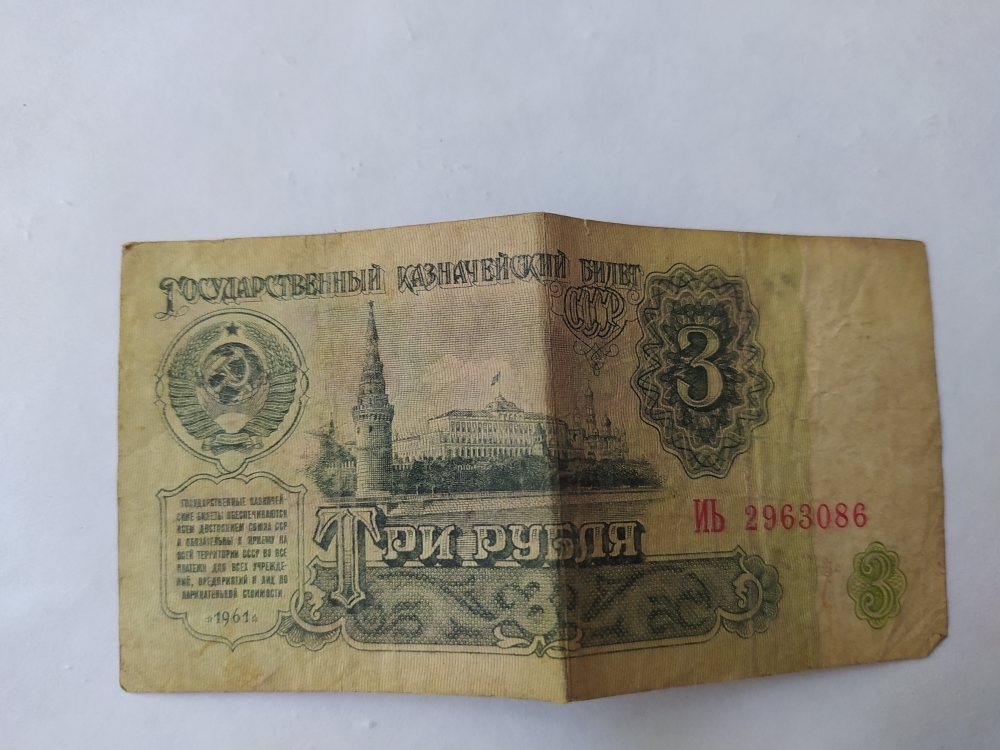 Государственный казначейский билет
СССР
3
Государственные казначей-
ские билеты обеспечиваются
всем достоянием Союза ССР
и обязательны к приему на
всей территории СССР во все
платежи для всех учрежде-
ний, предприятий и лиц по
нарицательной стоимости
*1961*
Три рубля
ИЬ 2963086
3